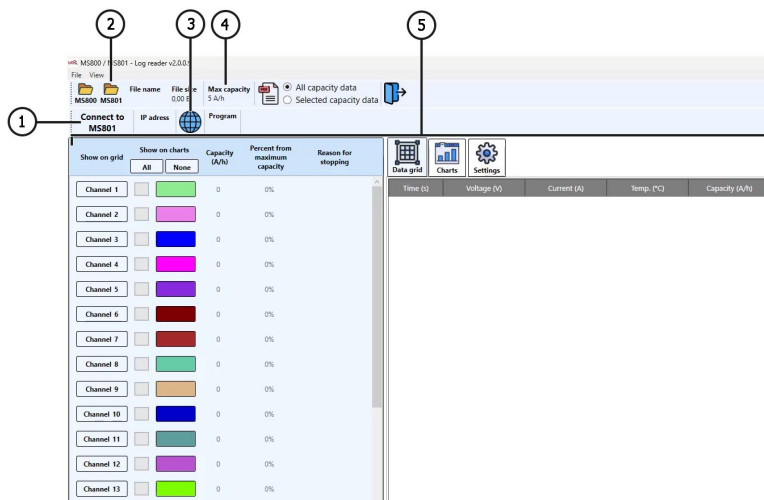 2 3 4 5
MS800 / MS801 - Log reader v2.0.0.9
File View
File name File size Max capacity All capacity data
MS800 MS801 0,00 B 5 A/h Selected capacity data
1
Connect to MS801 IP adress Program
Show on grid Show on charts Capacity (A/h) Percent from maximum capacity Reason for stopping
All None
Data grid Charts Settings
Time (s) Voltage (V) Current (A) Temp. (°C) Capacity (A/h)
Channel 1 0 0%
Channel 2 0 0%
Channel 3 0 0%
Channel 4 0 0%
Channel 5 0 0%
Channel 6 0 0%
Channel 7 0 0%
Channel 8 0 0%
Channel 9 0 0%
Channel 10 0 0%
Channel 11 0 0%
Channel 12 0 0%
Channel 13 0 0%